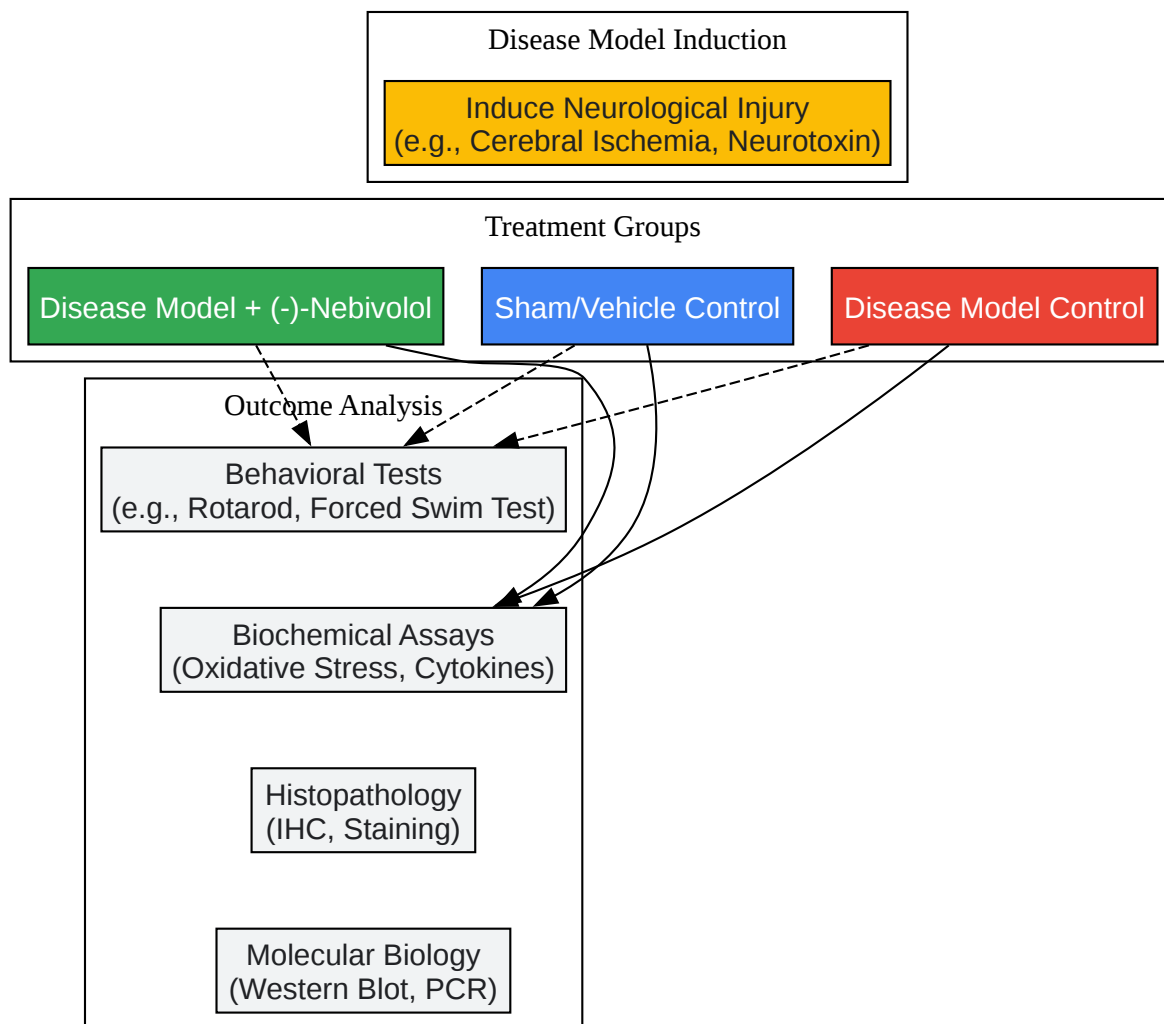 Disease Model Induction
Induce Neurological Injury
(e.g., Cerebral Ischemia, Neurotoxin)
Treatment Groups
Disease Model + (-)-Nebivolol
Sham/Vehicle Control
Disease Model Control
Outcome Analysis
Behavioral Tests
(e.g., Rotarod, Forced Swim Test)
Biochemical Assays
(Oxidative Stress, Cytokines)
Histopathology
(IHC, Staining)
Molecular Biology
(Western Blot, PCR)